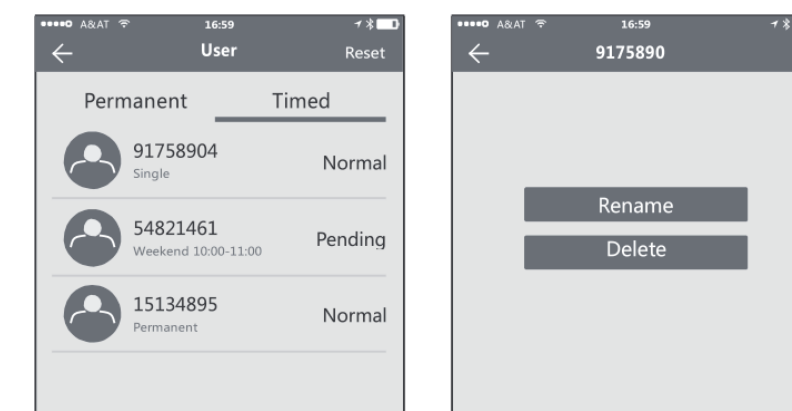 A&AT 16:59
User Reset
Permanent Timed
91758904 Normal
Single
54821461 Pending
Weekend 10:00-11:00
15134895 Normal
Permanent
A&AT 16:59
9175890
Rename
Delete